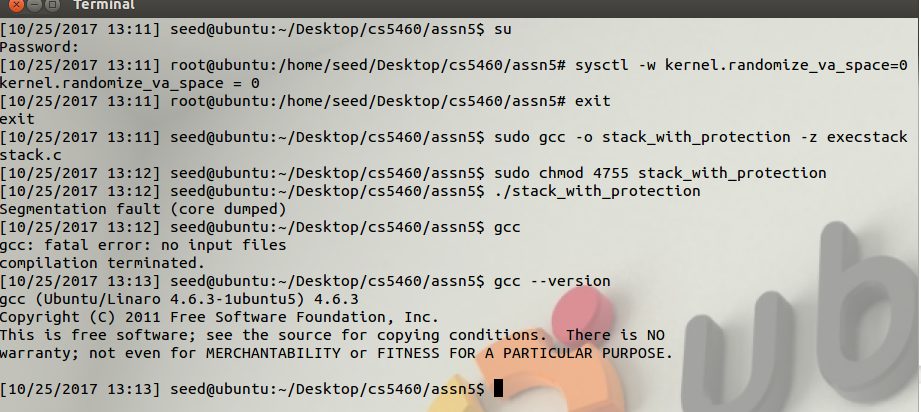 Terminal
[10/25/2017 13:11] seed@ubuntu:~/Desktop/cs5460/assn5$ su
Password:
[10/25/2017 13:11] root@ubuntu:/home/seed/Desktop/cs5460/assn5# sysctl -w kernel.randomize_va_space=0
kernel.randomize_va_space = 0
[10/25/2017 13:11] root@ubuntu:/home/seed/Desktop/cs5460/assn5# exit
exit
[10/25/2017 13:11] seed@ubuntu:~/Desktop/cs5460/assn5$ sudo gcc -o stack_with_protection -z execstack
stack.c
[10/25/2017 13:12] seed@ubuntu:~/Desktop/cs5460/assn5$ sudo chmod 4755 stack_with_protection
[10/25/2017 13:12] seed@ubuntu:~/Desktop/cs5460/assn5$ ./stack_with_protection
Segmentation fault (core dumped)
[10/25/2017 13:12] seed@ubuntu:~/Desktop/cs5460/assn5$ gcc
gcc: fatal error: no input files
compilation terminated.
[10/25/2017 13:13] seed@ubuntu:~/Desktop/cs5460/assn5$ gcc --version
gcc (Ubuntu/Linaro 4.6.3-1ubuntu5) 4.6.3
Copyright (C) 2011 Free Software Foundation, Inc.
This is free software; see the source for copying conditions.  There is NO
warranty; not even for MERCHANTABILITY or FITNESS FOR A PARTICULAR PURPOSE.
[10/25/2017 13:13] seed@ubuntu:~/Desktop/cs5460/assn5$
ub